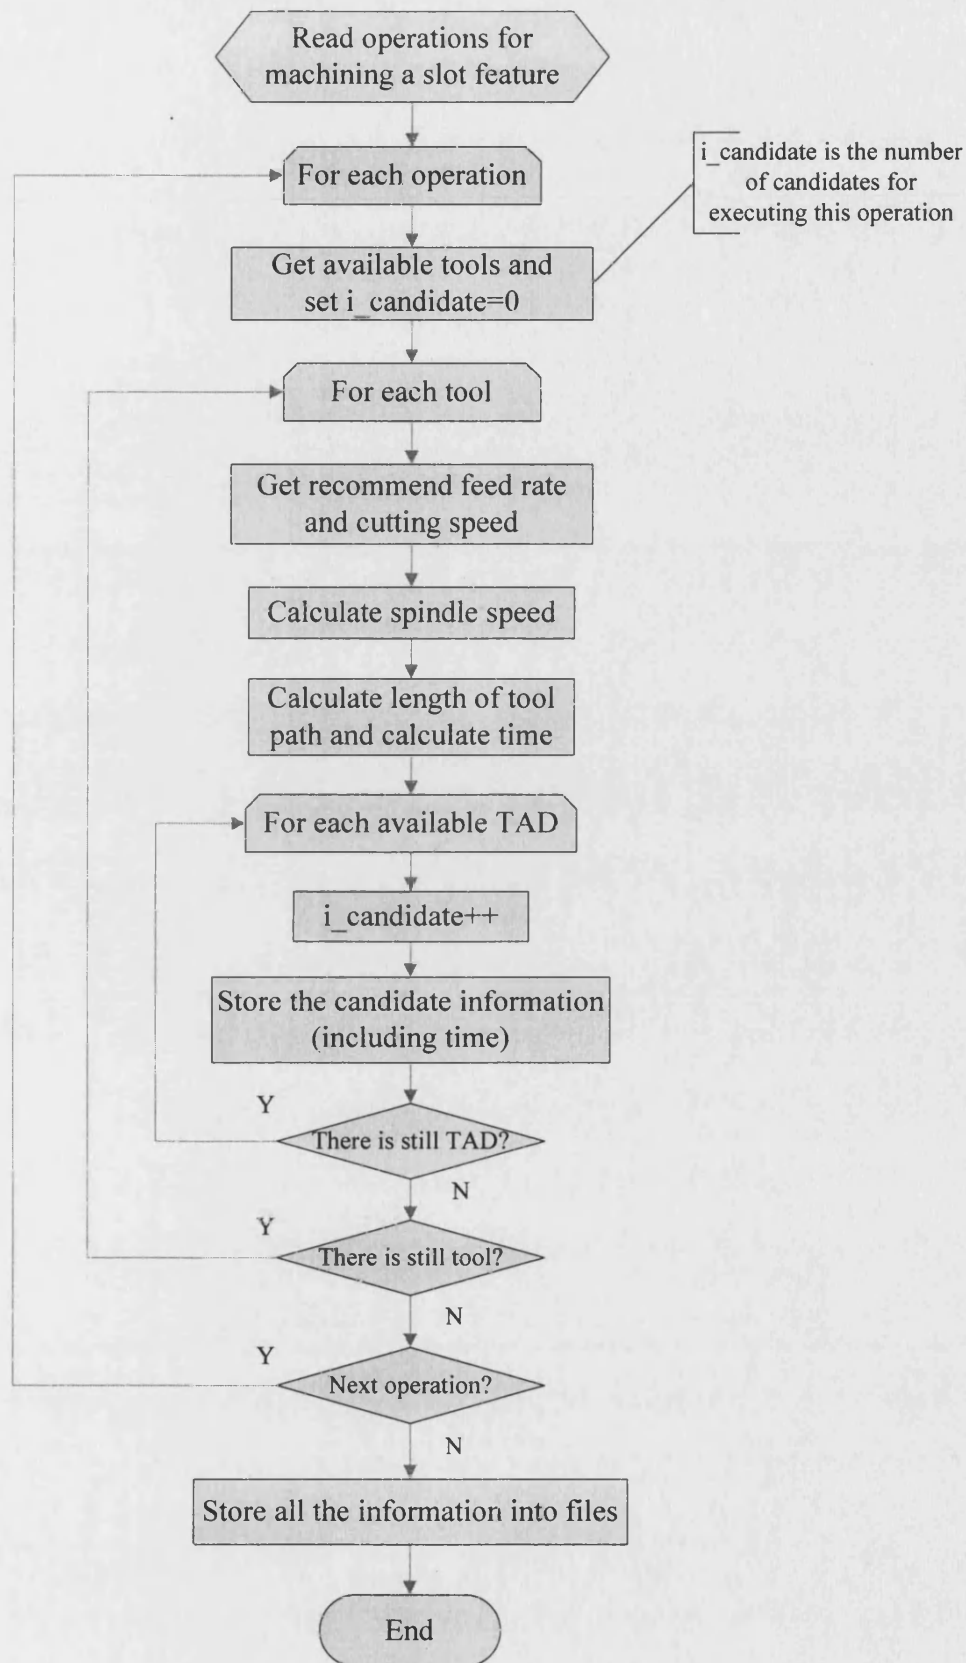 Read operations for
machining a slot feature
For each operation
i_candidate is the number
of candidates for
executing this operation
Get available tools and
set i_candidate=0
For each tool
Get recommend feed rate
and cutting speed
Calculate spindle speed
Calculate length of tool
path and calculate time
For each available TAD
i_candidate++
Store the candidate information
(including time)
Y
There is still TAD?
N
Y
There is still tool?
N
Y
Next operation?
N
Store all the information into files
End